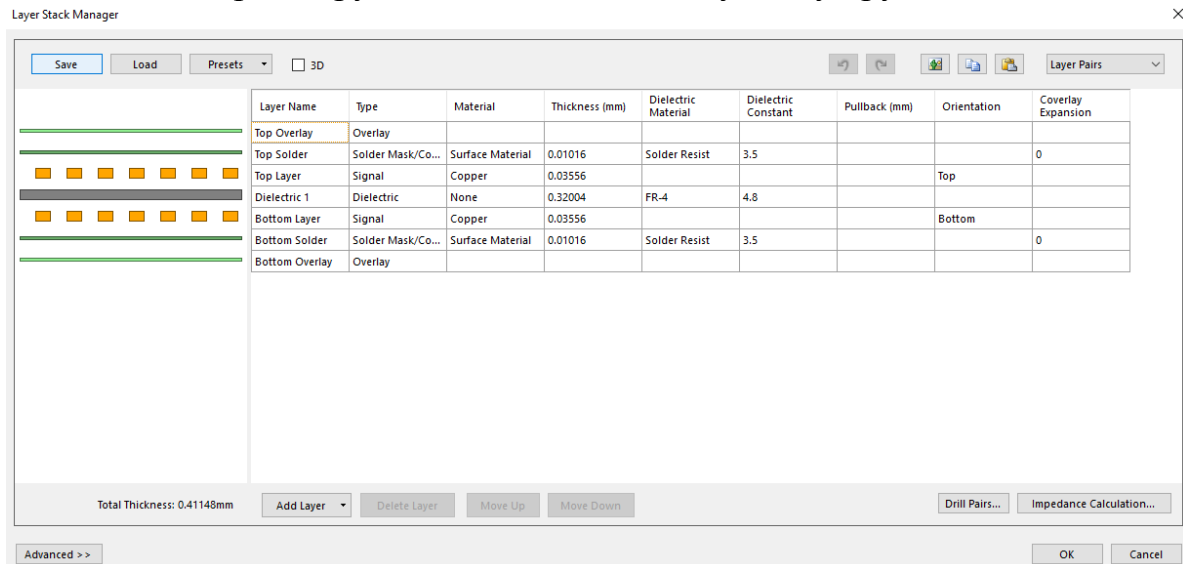 Layer Stack Manager
Save Load Presets 3D Layer Pairs
Layer Name Type Material Thickness (mm) Dielectric Material Dielectric Constant Pullback (mm) Orientation Coverlay Expansion
Top Overlay Overlay
Top Solder Solder Mask/Co... Surface Material 0.01016 Solder Resist 3.5 0
Top Layer Signal Copper 0.03556 Top
Dielectric 1 Dielectric None 0.32004 FR-4 4.8
Bottom Layer Signal Copper 0.03556 Bottom
Bottom Solder Solder Mask/Co... Surface Material 0.01016 Solder Resist 3.5 0
Bottom Overlay Overlay
Total Thickness: 0.41148mm Add Layer Delete Layer Move Up Move Down Drill Pairs... Impedance Calculation...
Advanced >> OK Cancel